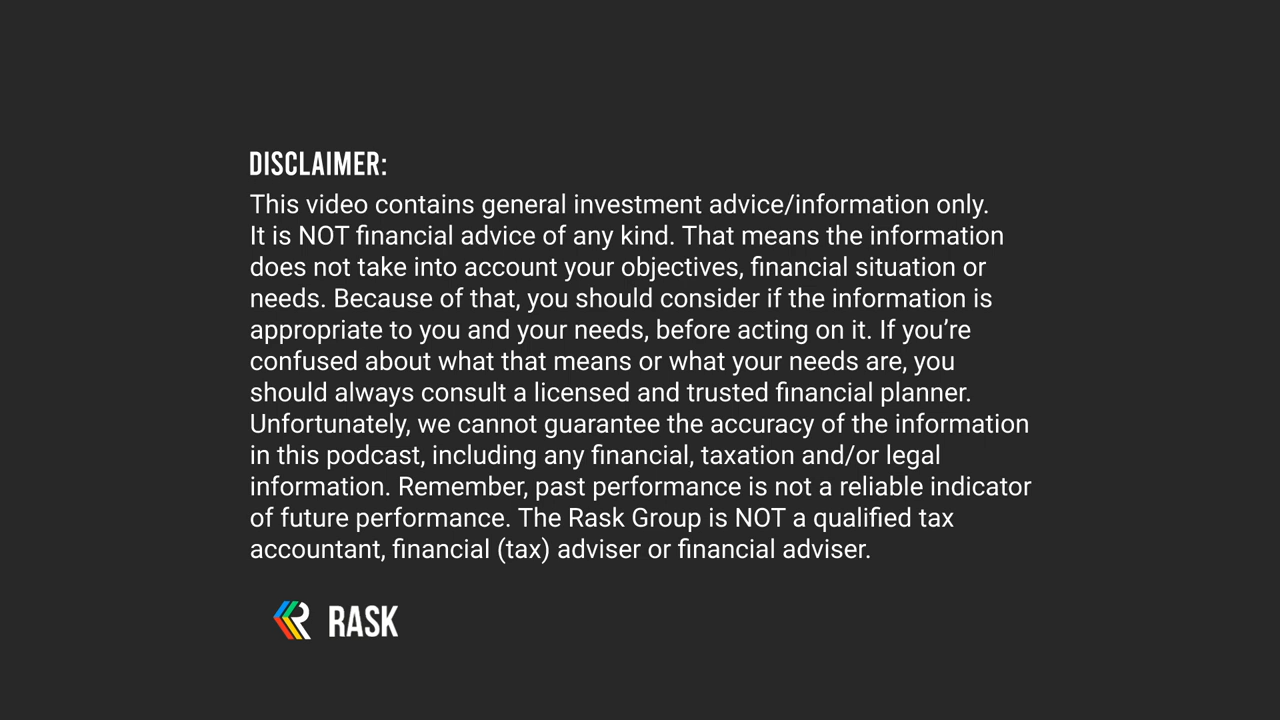 DISCLAIMER:
This video contains general investment advice/information only.
It is NOT financial advice of any kind. That means the information
does not take into account your objectives, financial situation or
needs. Because of that, you should consider if the information is
appropriate to you and your needs, before acting on it. If you’re
confused about what that means or what your needs are, you
should always consult a licensed and trusted financial planner.
Unfortunately, we cannot guarantee the accuracy of the information
in this podcast, including any financial, taxation and/or legal
information. Remember, past performance is not a reliable indicator
of future performance. The Rask Group is NOT a qualified tax
accountant, financial (tax) adviser or financial adviser.
RASK